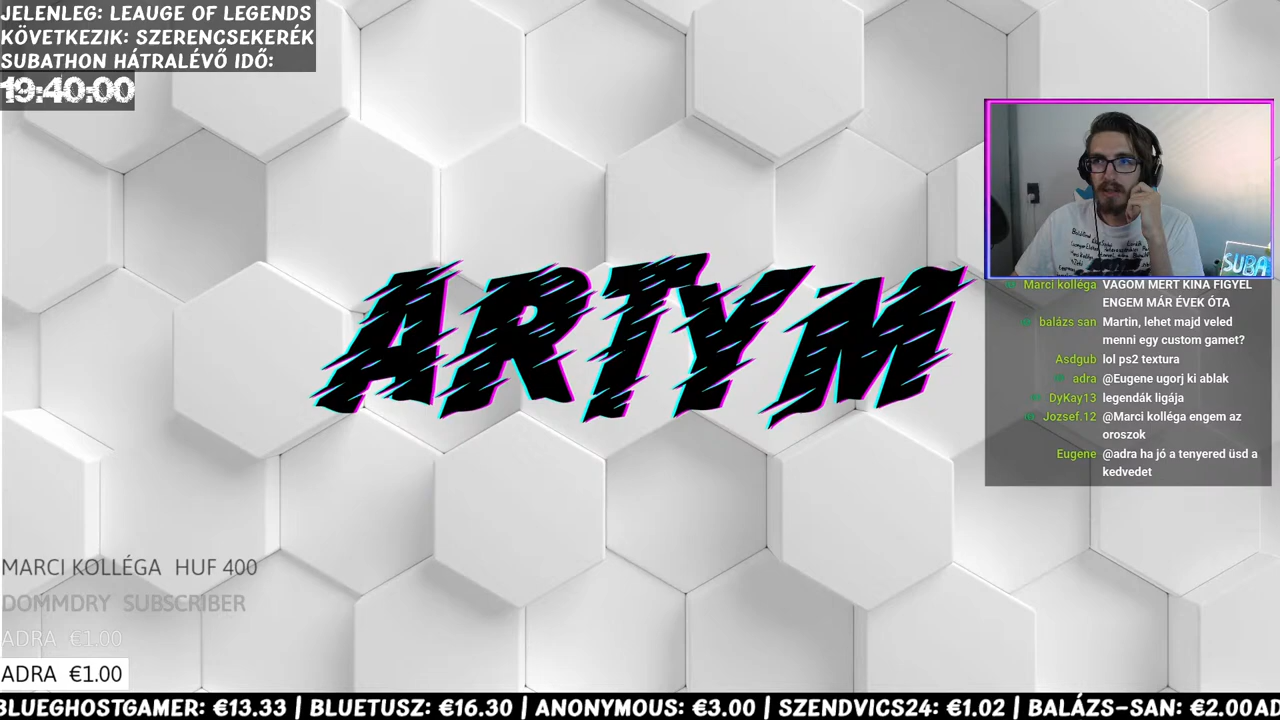 JELENLEG: LEAUGE OF LEGENDS
KÖVETKEZIK: SZERENCSEKERÉK
SUBATHON HÁTRALÉVŐ IDŐ:
19:40:00
ARTYM
SUBA
Marci kolléga VÁGOM MERT KÍNA FIGYEL
ENGEM MÁR ÉVEK ÓTA
balázs san Martin, lehet majd veled
menni egy custom gamet?
Asdgub lol ps2 textura
adra @Eugene ugorj ki ablak
DyKay13 legendák ligája
Jozsef.12 @Marci kolléga engem az
oroszok
Eugene @adra ha jó a tenyered üsd a
kedvedet
MARCI KOLLÉGA HUF 400
DOMMDRY SUBSCRIBER
ADRA €1.00
ADRA €1.00
BLUEGHOSTGAMER: €13.33 | BLUETUSZ: €16.30 | ANONYMOUS: €3.00 | SZENDVICS24: €1.02 | BALÁZS-SAN: €2.00 AD